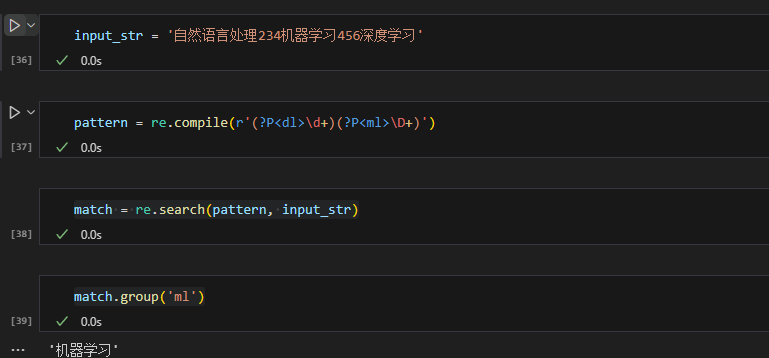 input_str = '自然语言处理234机器学习456深度学习'
[36]
0.0s
pattern = re.compile(r'(?P<dl>\d+)(?P<ml>\D+)')
[37]
0.0s
match = re.search(pattern, input_str)
[38]
0.0s
match.group('ml')
[39]
0.0s
... '机器学习'